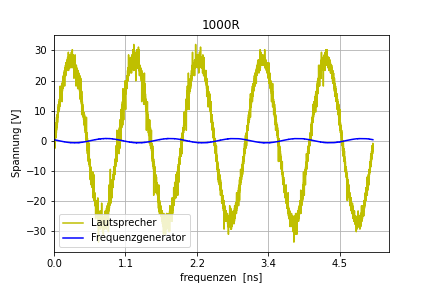 1000R
Spannung [V]
30
20
10
0
−10
−20
−30
Lautsprecher
Frequenzgenerator
0.0 1.1 2.2 3.4 4.5
frequenzen [ns]